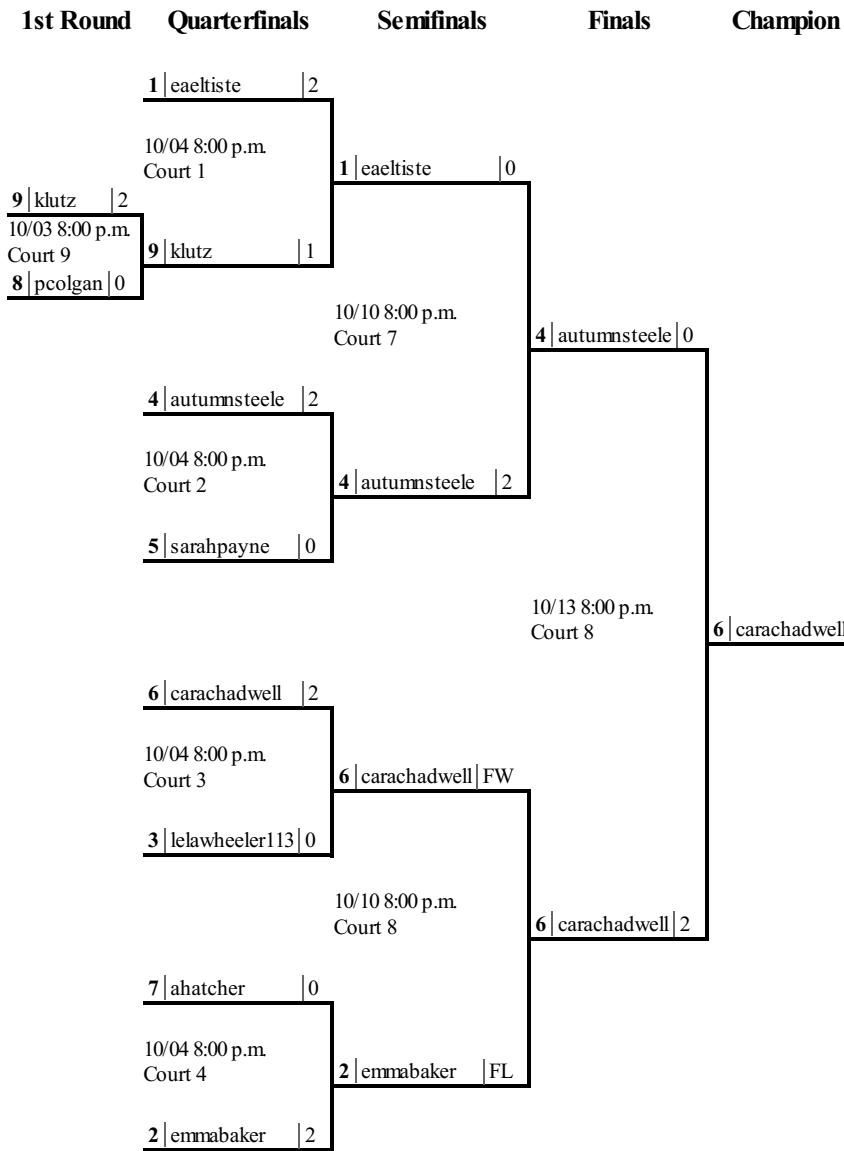 1st Round Quarterfinals Semifinals Finals Champion
1 eaeltiste 2
10/04 8:00 p.m.
Court 1
1 eaeltiste 0
9 klutz 2
10/03 8:00 p.m.
Court 9
8 pcolgan 0
9 klutz 1
10/10 8:00 p.m.
Court 7
4 autumnsteele 0
4 autumnsteele 2
10/04 8:00 p.m.
Court 2
4 autumnsteele 2
5 sarahpayne 0
10/13 8:00 p.m.
Court 8
6 carachadwell
6 carachadwell 2
10/04 8:00 p.m.
Court 3
6 carachadwell FW
3 lelawheeler113 0
10/10 8:00 p.m.
Court 8
6 carachadwell 2
7 ahatcher 0
10/04 8:00 p.m.
Court 4
2 emmabaker FL
2 emmabaker 2